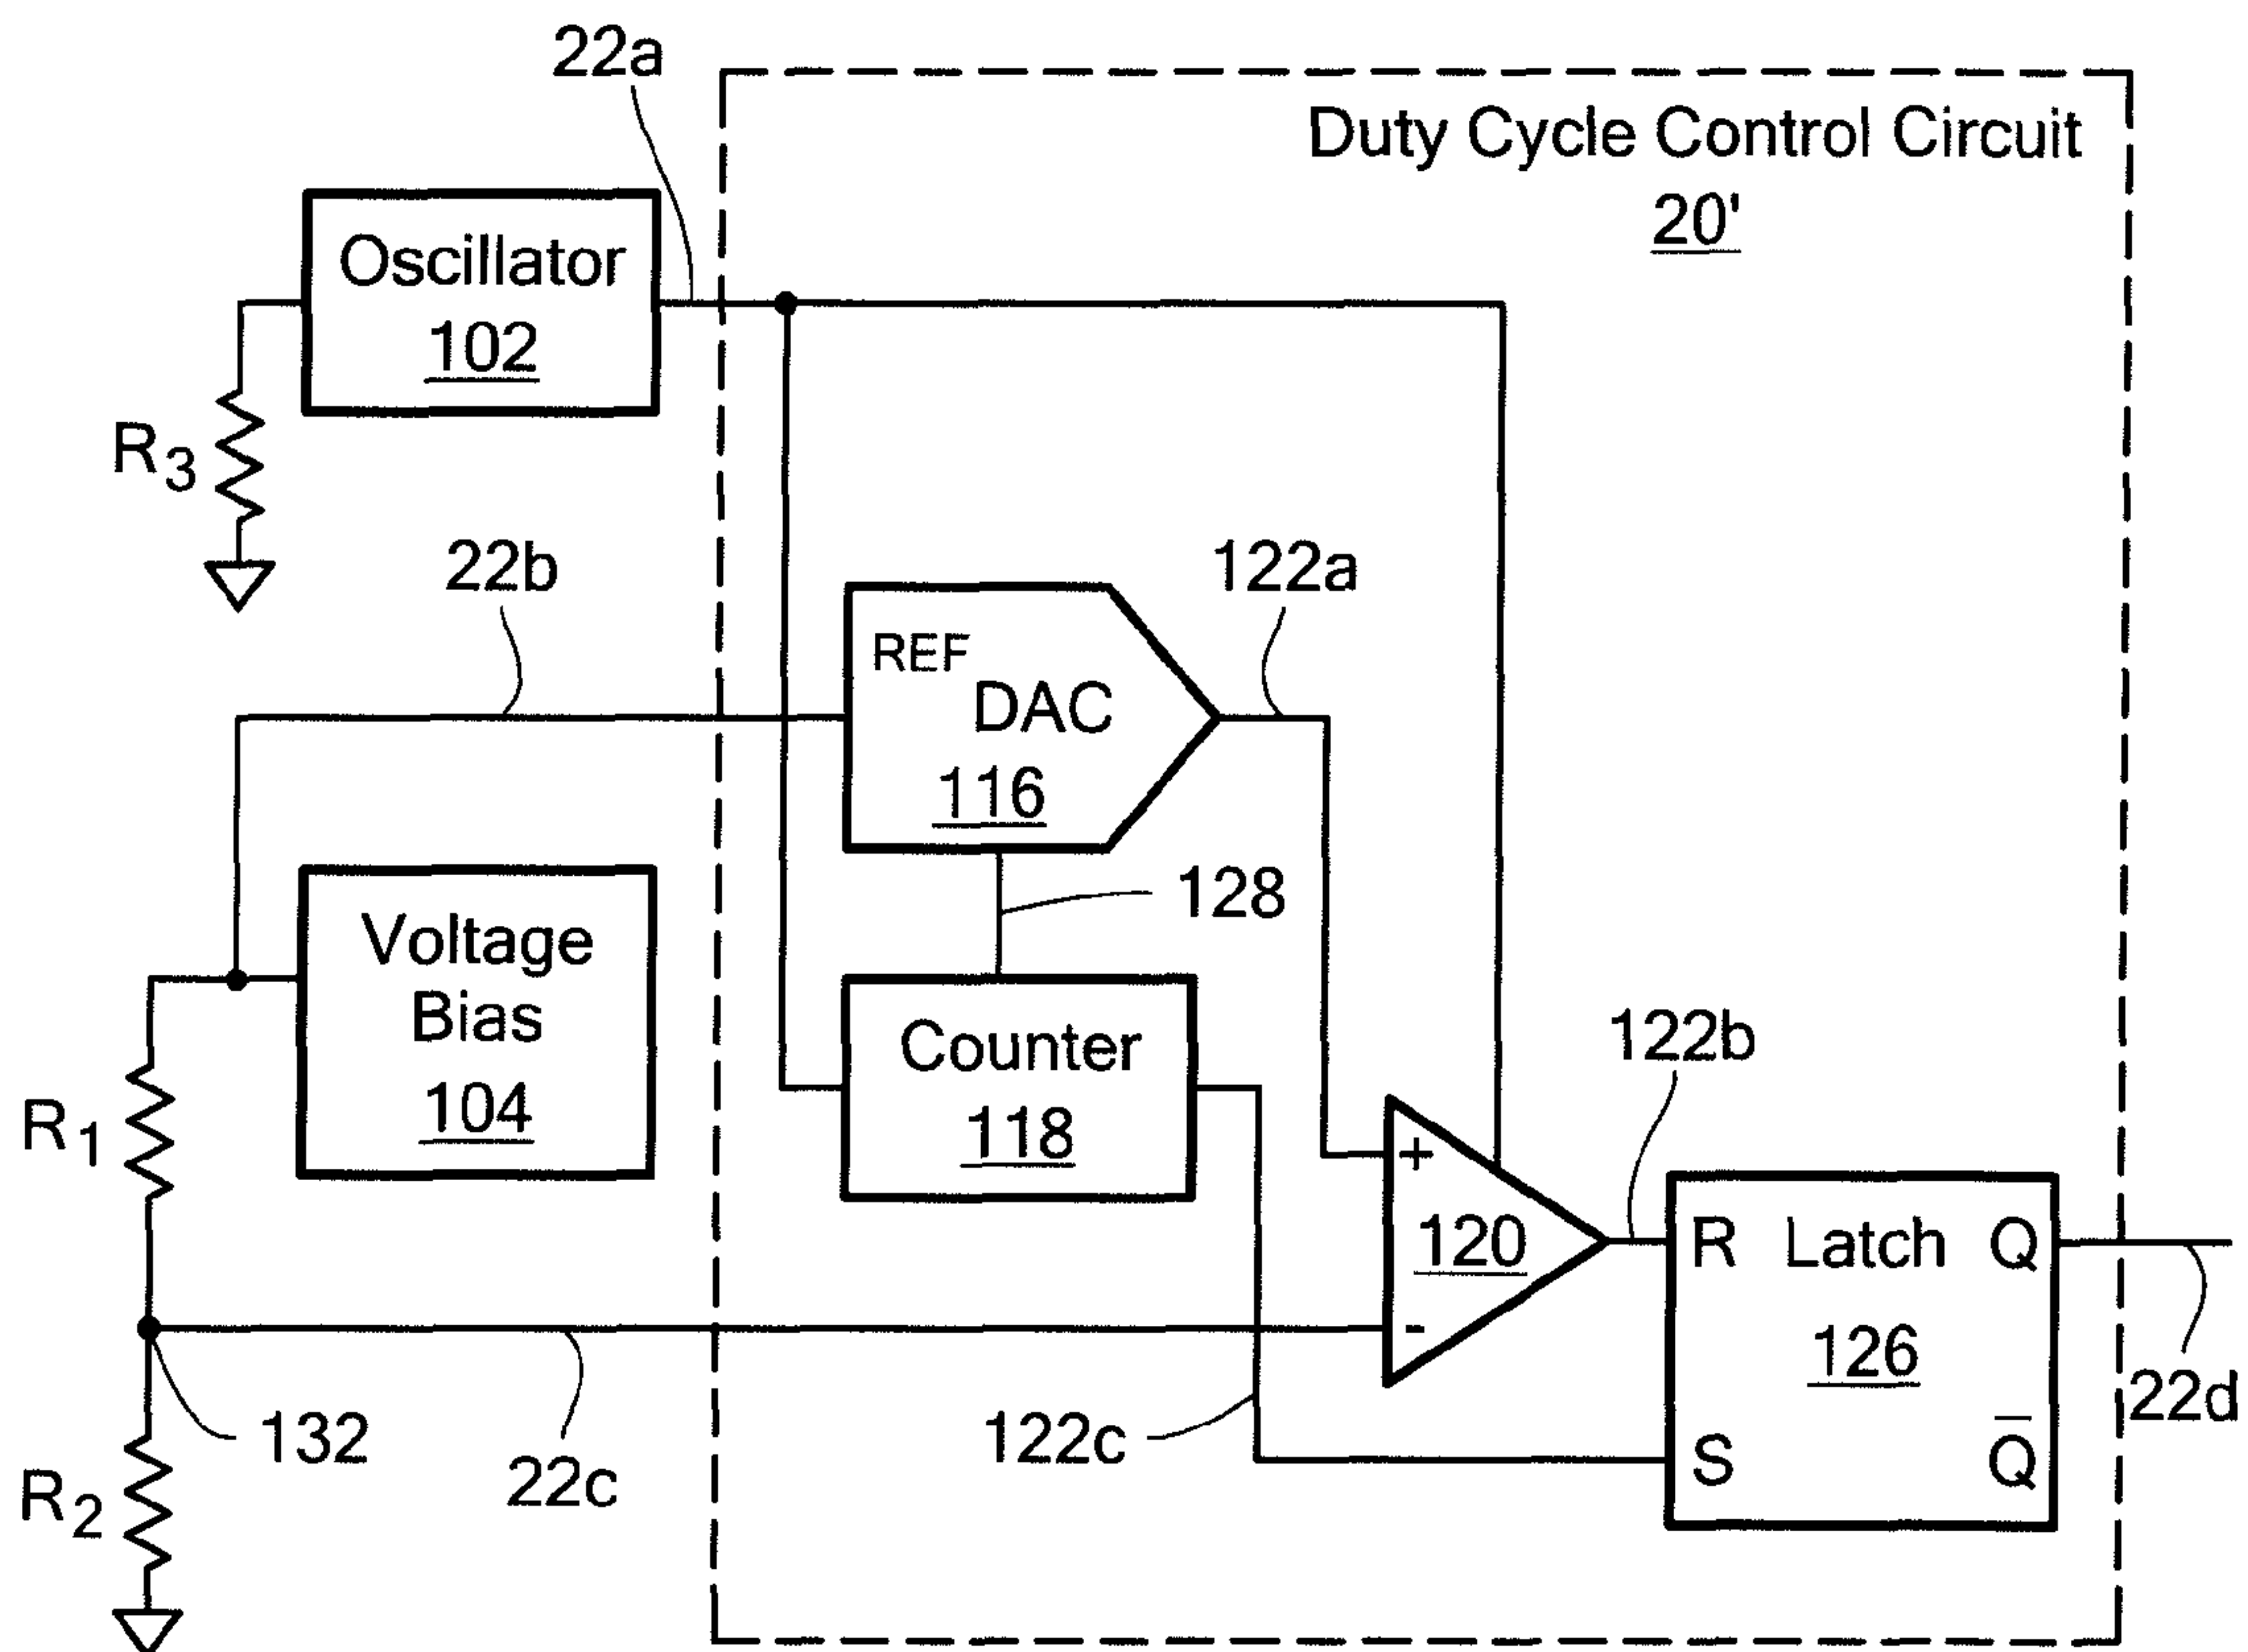 22a
Duty Cycle Control Circuit
20'
Oscillator
102
R3
22b
122a
REF
DAC
116
128
Voltage
Bias
104
Counter
118
122b
R1
+
120
-
R Latch Q
126
22d
132
22c
122c
S Q̅
R2